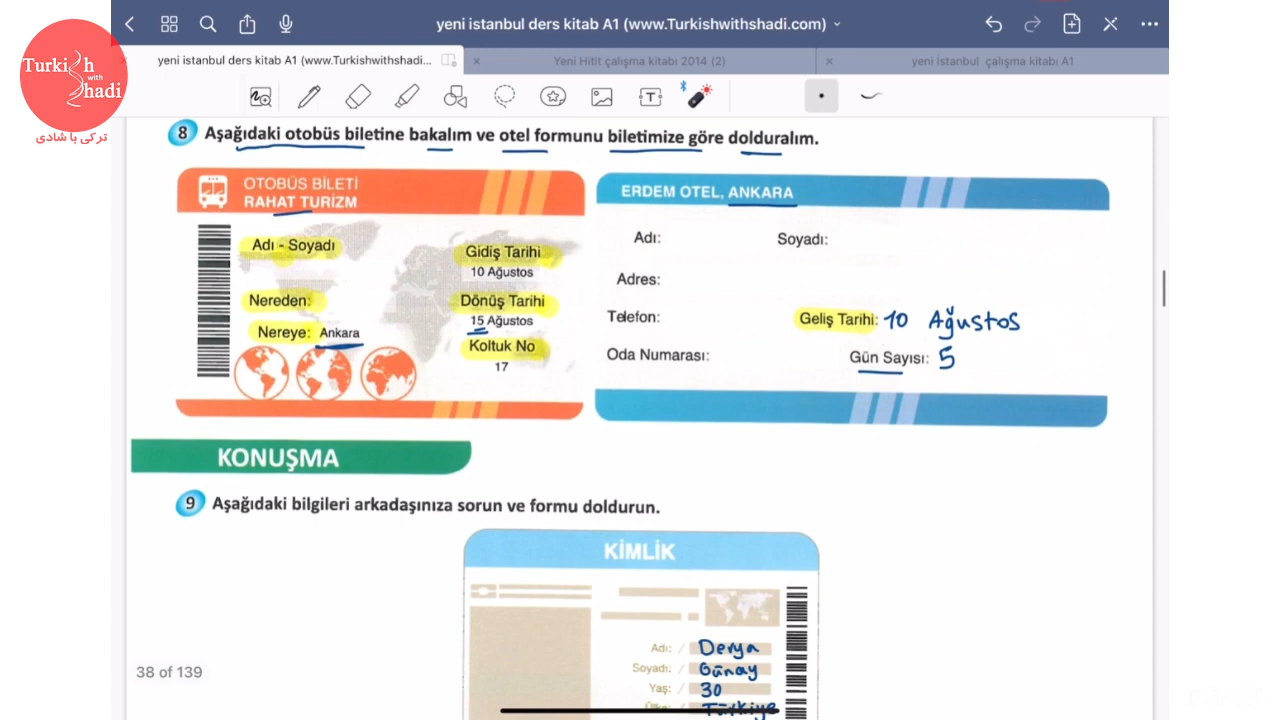 yeni istanbul ders kitab A1 (www.Turkishwithshadi.com)
yeni istanbul ders kitab A1 (www.Turkishwithshadi...
Yeni Hitit çalışma kitabı 2014 (2)
yeni İstanbul çalışma kitabı A1
Turkish
with
Shadi
ترکی با شادی
8 Aşağıdaki otobüs biletine bakalım ve otel formunu biletimize göre dolduralım.
OTOBÜS BİLETİ
RAHAT TURİZM
Adı - Soyadı
Gidiş Tarihi
10 Ağustos
Nereden:
Dönüş Tarihi
15 Ağustos
Nereye: Ankara
Koltuk No
17
ERDEM OTEL, ANKARA
Adı:
Soyadı:
Adres:
Telefon:
Geliş Tarihi: 10 Ağustos
Oda Numarası:
Gün Sayısı: 5
KONUŞMA
9 Aşağıdaki bilgileri arkadaşınıza sorun ve formu doldurun.
KİMLİK
Adı: / Derya
Soyadı: / Günay
Yaş: / 30
Ülke: / Türkiye
38 of 139